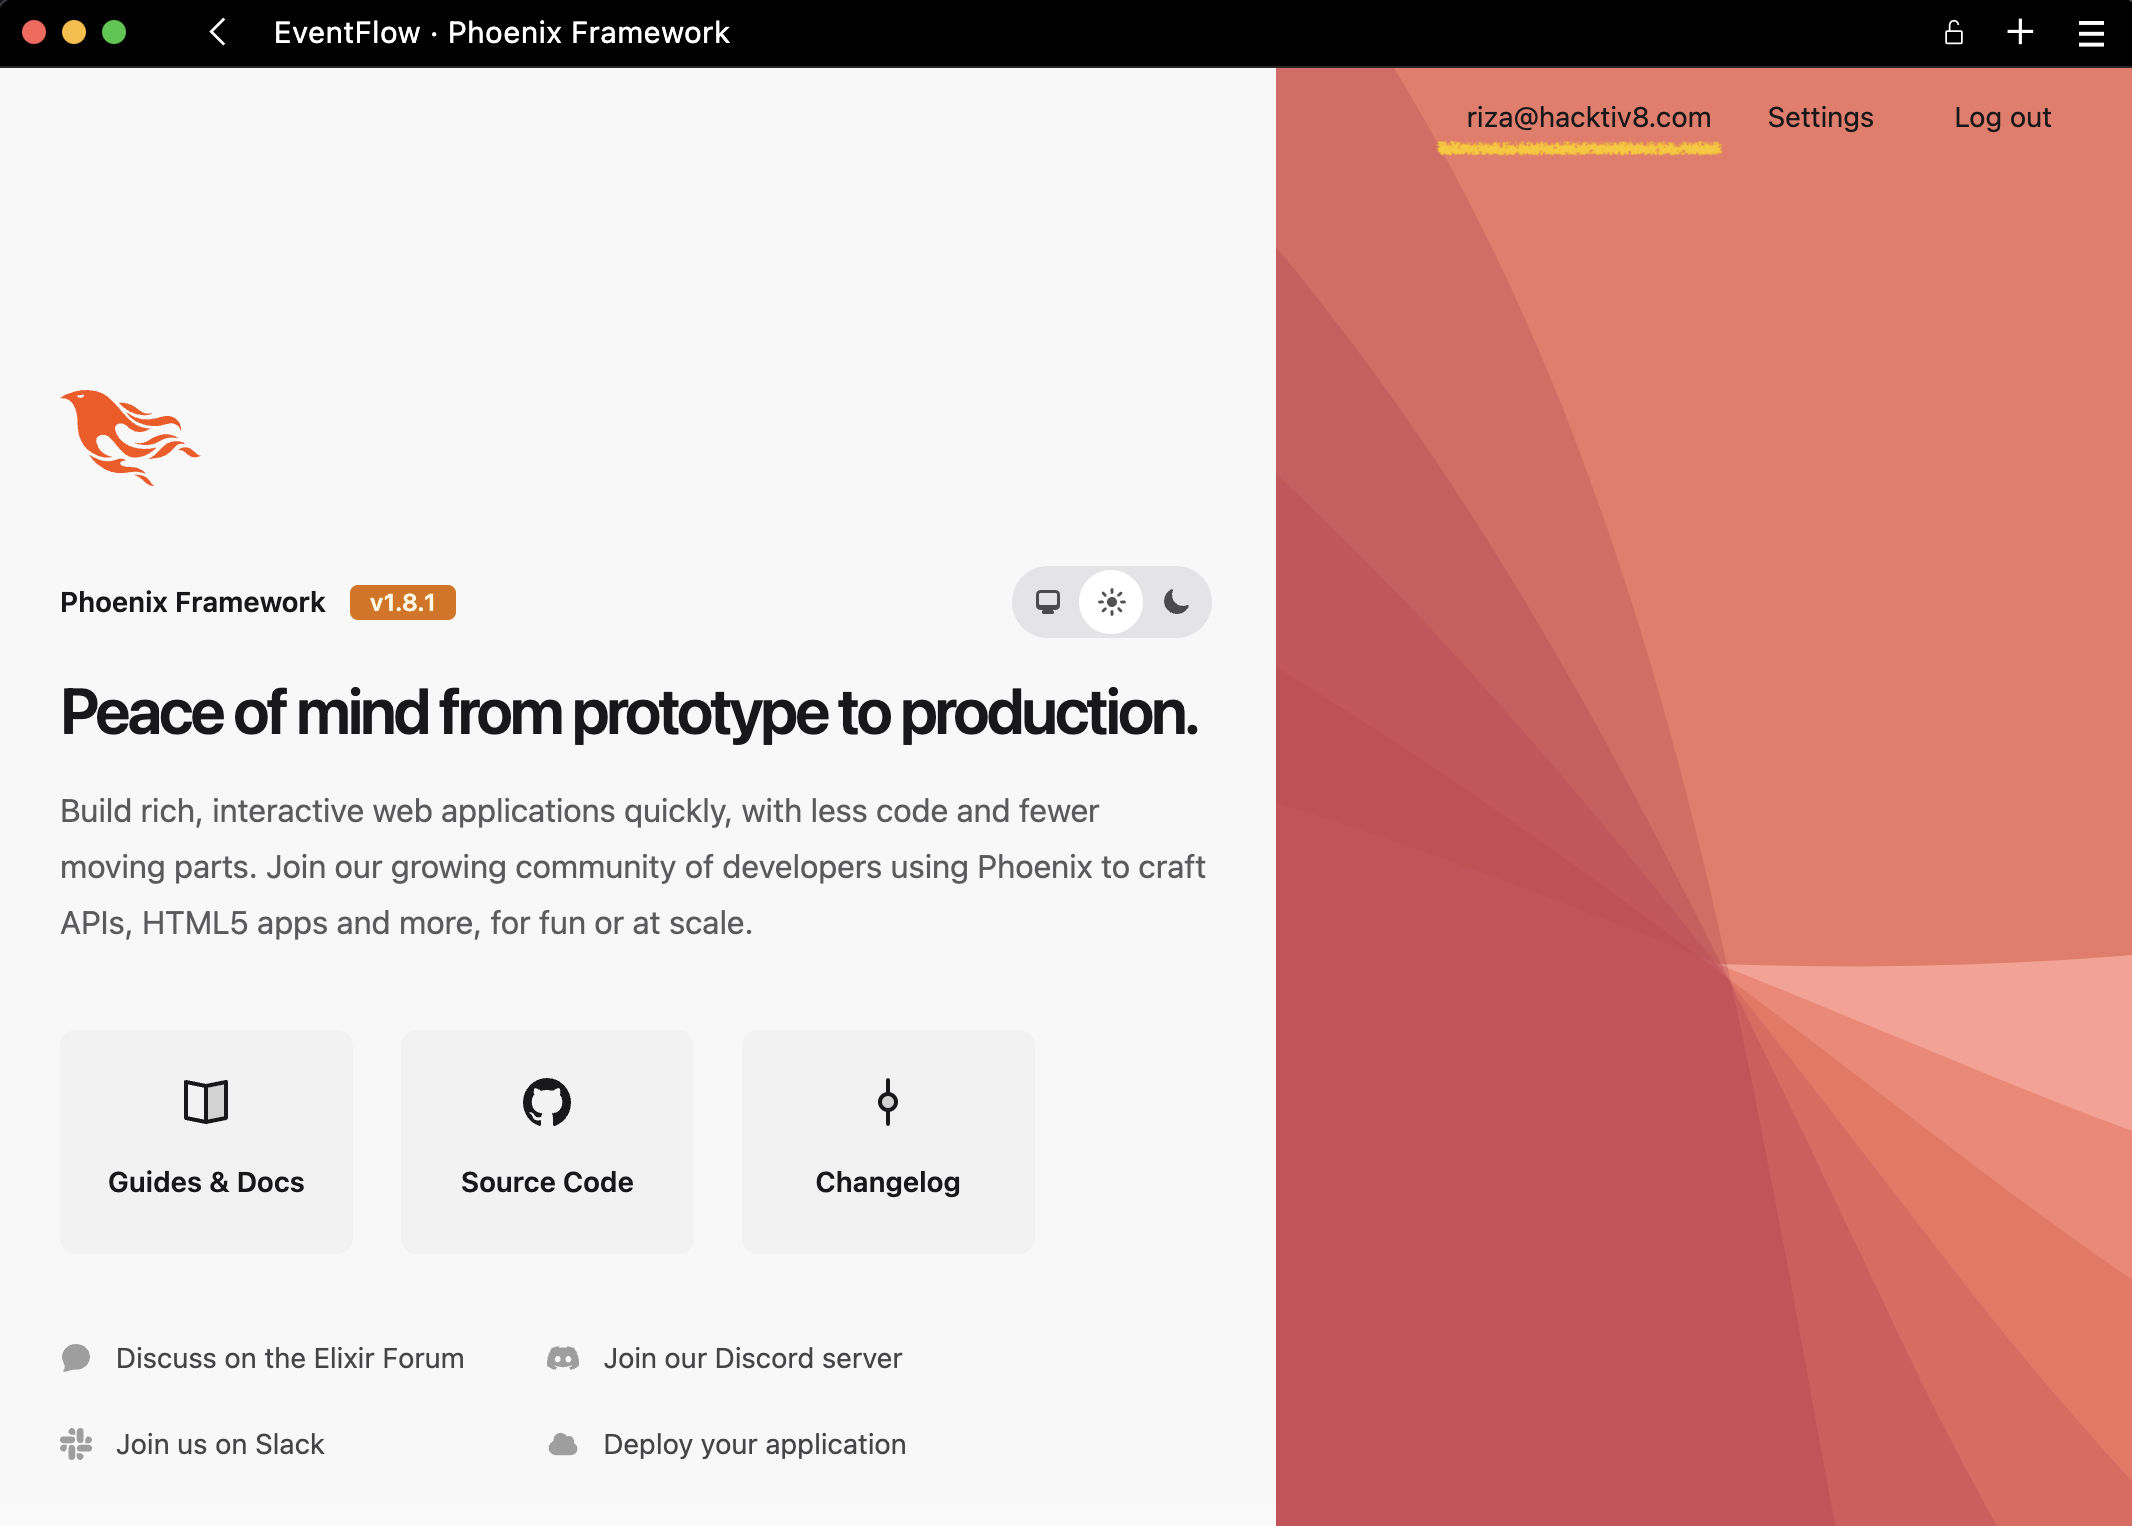 EventFlow · Phoenix Framework
riza@hacktiv8.com Settings Log out
Phoenix Framework v1.8.1
Peace of mind from prototype to production.
Build rich, interactive web applications quickly, with less code and fewer
moving parts. Join our growing community of developers using Phoenix to craft
APIs, HTML5 apps and more, for fun or at scale.
Guides & Docs Source Code Changelog
Discuss on the Elixir Forum Join our Discord server
Join us on Slack Deploy your application